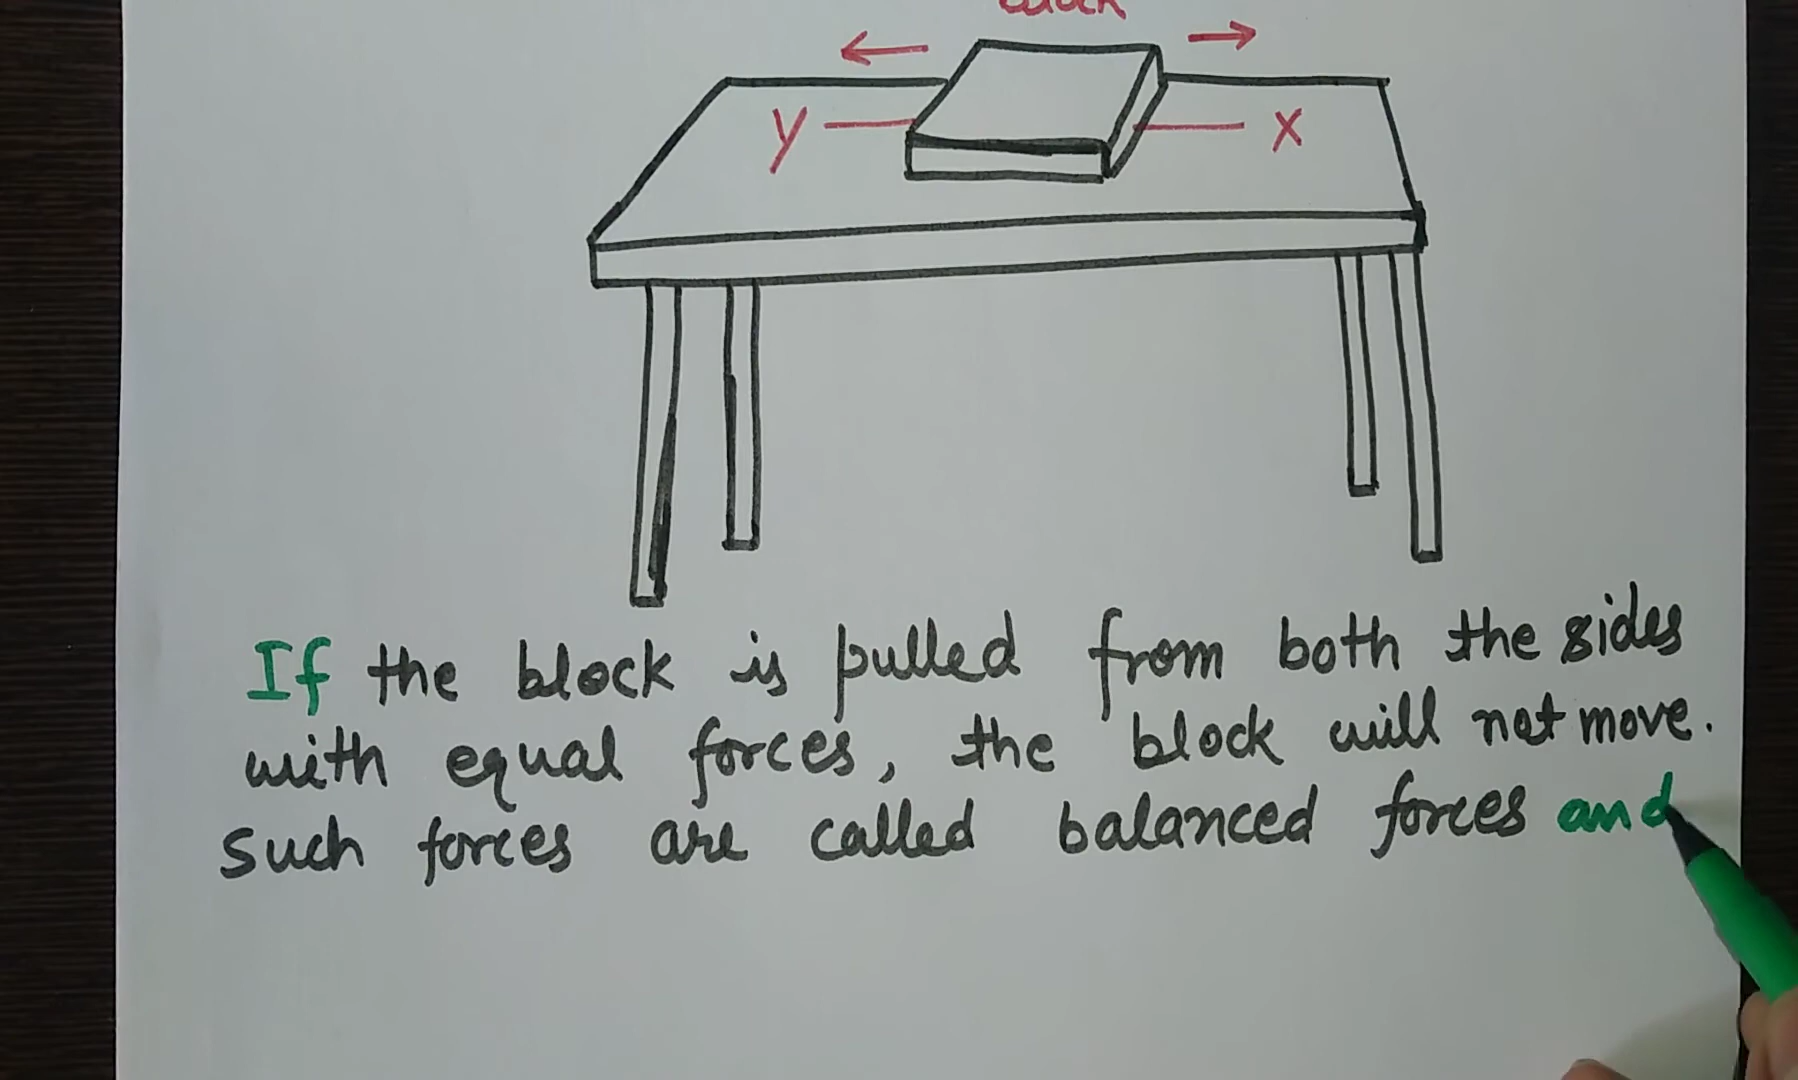 Y X
If the block is pulled from both the sides
with equal forces, the block will not move.
such forces are called balanced forces and